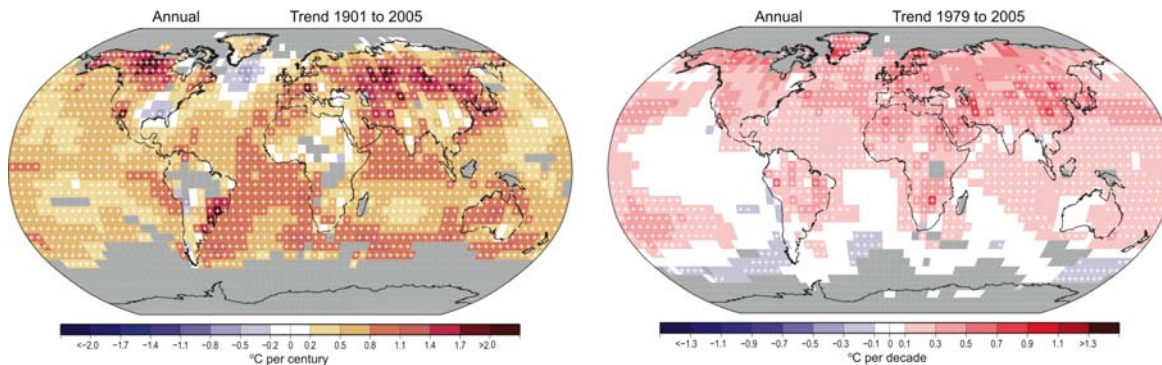 Annual Trend 1901 to 2005
<-2.0 -1.7 -1.4 -1.1 -0.8 -0.5 -0.2 0 0.2 0.5 0.8 1.1 1.4 1.7 >2.0
°C per century
Annual Trend 1979 to 2005
<-1.3 -1.1 -0.9 -0.7 -0.5 -0.3 -0.1 0 0.1 0.3 0.5 0.7 0.9 1.1 >1.3
°C per decade